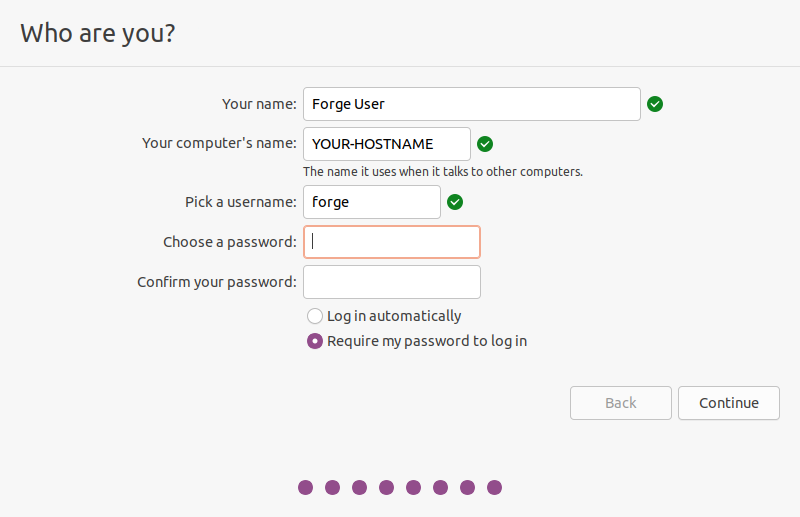 Who are you?
Your name: Forge User
Your computer's name: YOUR-HOSTNAME
The name it uses when it talks to other computers.
Pick a username: forge
Choose a password:
Confirm your password:
Log in automatically
Require my password to log in
Back Continue